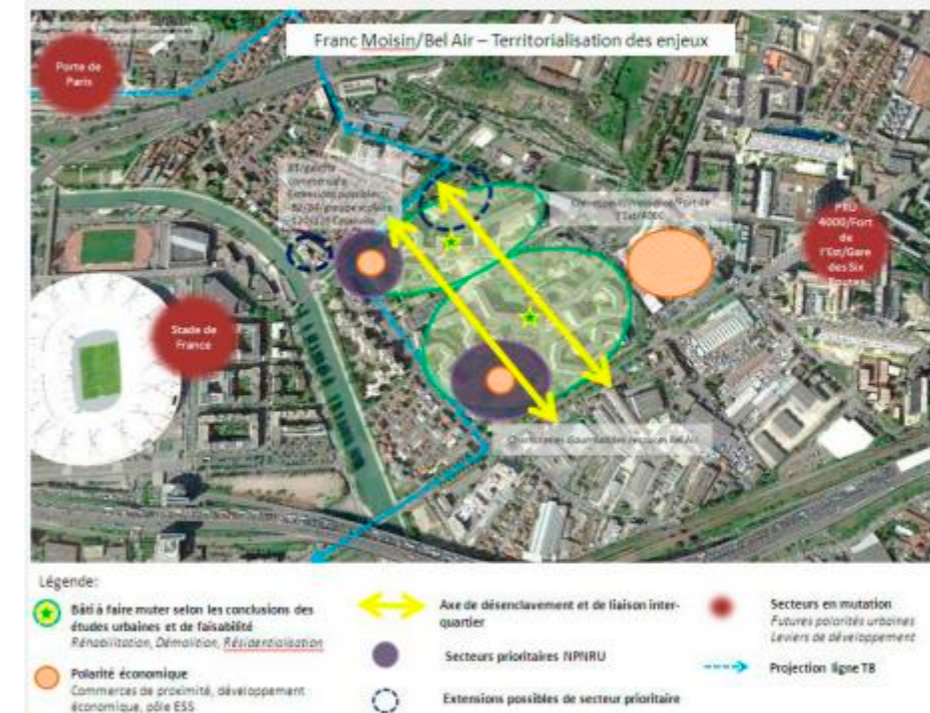 Franc Moisin/Bel Air – Territorialisation des enjeux
Porte de
Paris
Stade de
France
PRU
4000/Fort
de
l'Est/Gare
des Six
Routes
Légende:
Bâti à faire muter selon les conclusions des
études urbaines et de faisabilité
Réhabilitation, Démolition, Résidentialisation
Polarité économique
Commerces de proximité, développement
économique, pôle ESS
Axe de désenclavement et de liaison inter-
quartier
Secteurs prioritaires NPNRU
Extensions possibles de secteur prioritaire
Secteurs en mutation
Futures polarités urbaines
Leviers de développement
Projection ligne T8